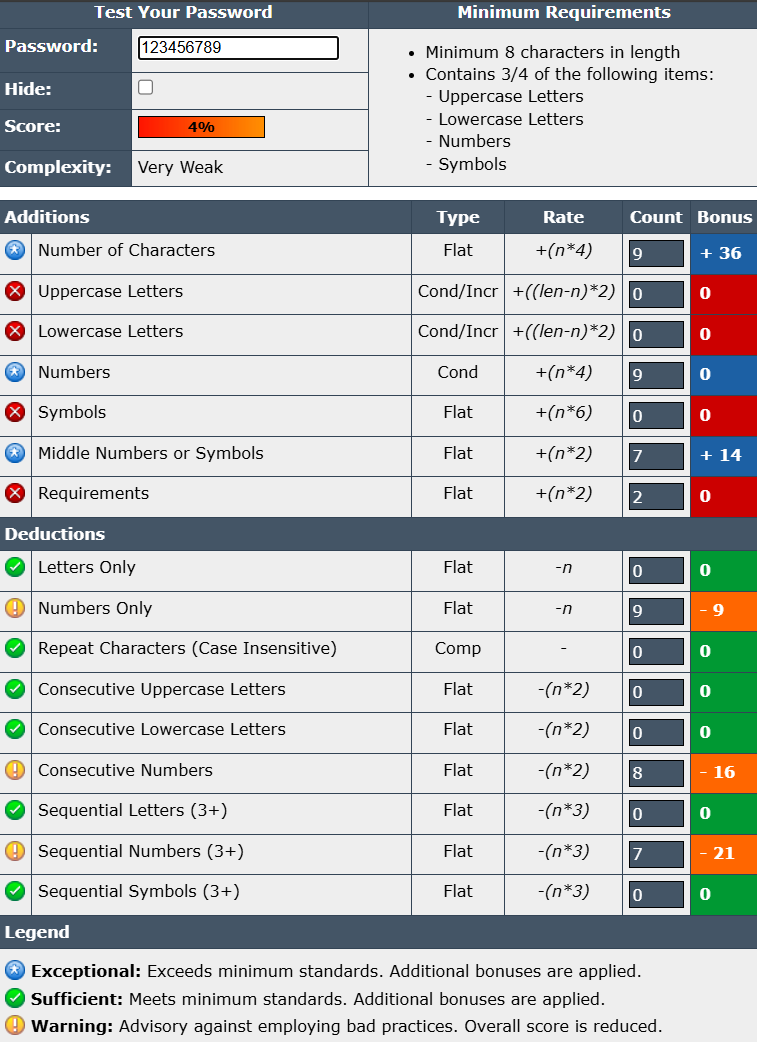 Test Your Password
Minimum Requirements
Password:
123456789
Hide:
Score:
4%
Complexity:
Very Weak
• Minimum 8 characters in length
• Contains 3/4 of the following items:
- Uppercase Letters
- Lowercase Letters
- Numbers
- Symbols
Additions Type Rate Count Bonus
Number of Characters Flat +(n*4) 9 + 36
Uppercase Letters Cond/Incr +((len-n)*2) 0 0
Lowercase Letters Cond/Incr +((len-n)*2) 0 0
Numbers Cond +(n*4) 9 0
Symbols Flat +(n*6) 0 0
Middle Numbers or Symbols Flat +(n*2) 7 + 14
Requirements Flat +(n*2) 2 0
Deductions
Letters Only Flat -n 0 0
Numbers Only Flat -n 9 - 9
Repeat Characters (Case Insensitive) Comp - 0 0
Consecutive Uppercase Letters Flat -(n*2) 0 0
Consecutive Lowercase Letters Flat -(n*2) 0 0
Consecutive Numbers Flat -(n*2) 8 - 16
Sequential Letters (3+) Flat -(n*3) 0 0
Sequential Numbers (3+) Flat -(n*3) 7 - 21
Sequential Symbols (3+) Flat -(n*3) 0 0
Legend
Exceptional: Exceeds minimum standards. Additional bonuses are applied.
Sufficient: Meets minimum standards. Additional bonuses are applied.
Warning: Advisory against employing bad practices. Overall score is reduced.